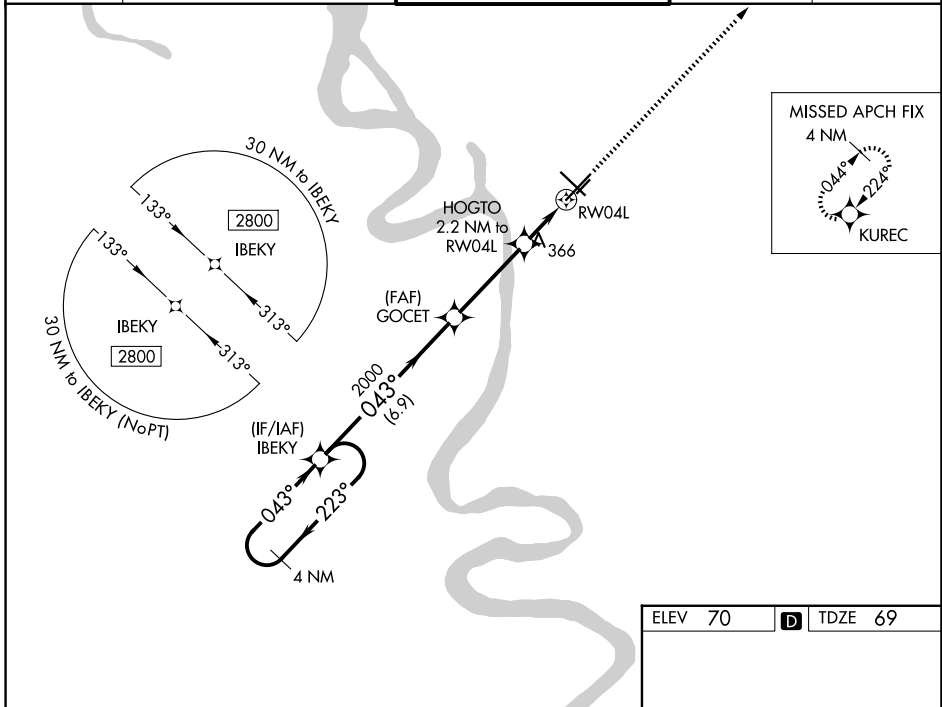 30 NM to IBEKY
133°
2800
IBEKY
313°
133°
IBEKY
2800
313°
30 NM to IBEKY (NoPT)
MISSED APCH FIX
4 NM
044°
224°
KUREC
HOGTO
2.2 NM to
RW04L
RW04L
366
(FAF)
GOCET
2000
043°
(6.9)
(IF/IAF)
IBEKY
043°
223°
4 NM
ELEV 70 D TDZE 69